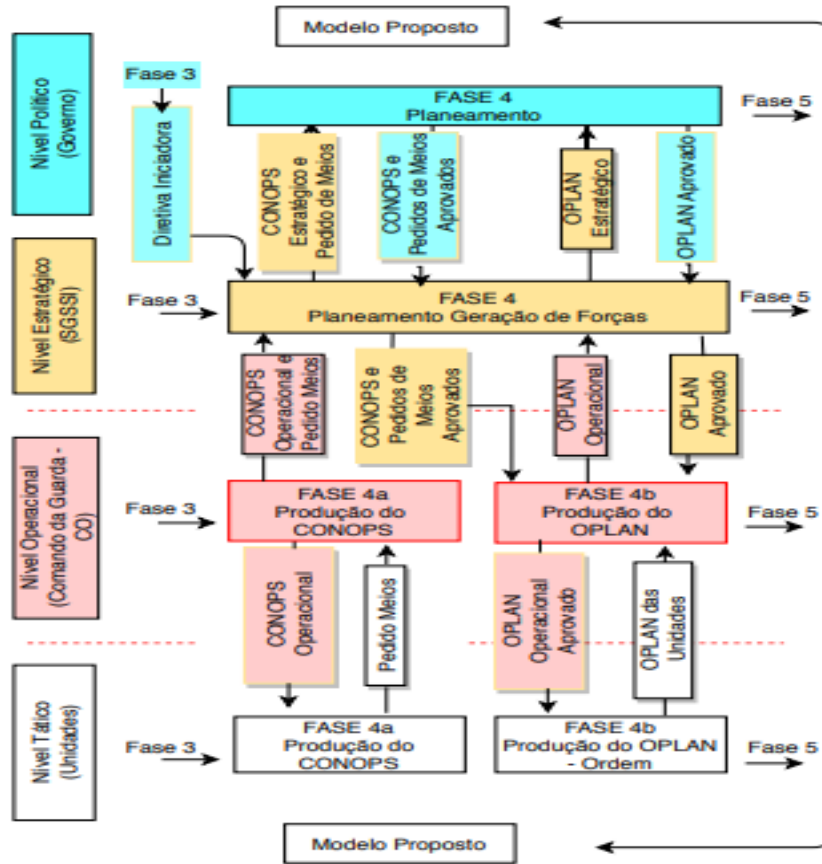 Modelo Proposto
Nível Político
(Governo)
Fase 3
Diretiva Iniciadora
FASE 4
Planeamento
Fase 5
CONOPS
Estratégico e
Pedido de Meios
CONOPS e
Pedidos de Meios
Aprovados
OPLAN
Estratégico
OPLAN Aprovado
Nível Estratégico
(SGSSI)
Fase 3
FASE 4
Planeamento Geração de Forças
Fase 5
CONOPS
Operacional e
Pedido Meios
CONOPS e
Pedidos de
Meios
Aprovados
OPLAN
Operacional
OPLAN
Aprovado
Nível Operacional
(Comando da Guarda -
CO)
Fase 3
FASE 4a
Produção do
CONOPS
FASE 4b
Produção do
OPLAN
Fase 5
CONOPS
Operacional
Pedido Meios
OPLAN
Operacional
Aprovado
OPLAN das
Unidades
Nível Tático
(Unidades)
Fase 3
FASE 4a
Produção do
CONOPS
FASE 4b
Produção do OPLAN
- Ordem
Fase 5
Modelo Proposto